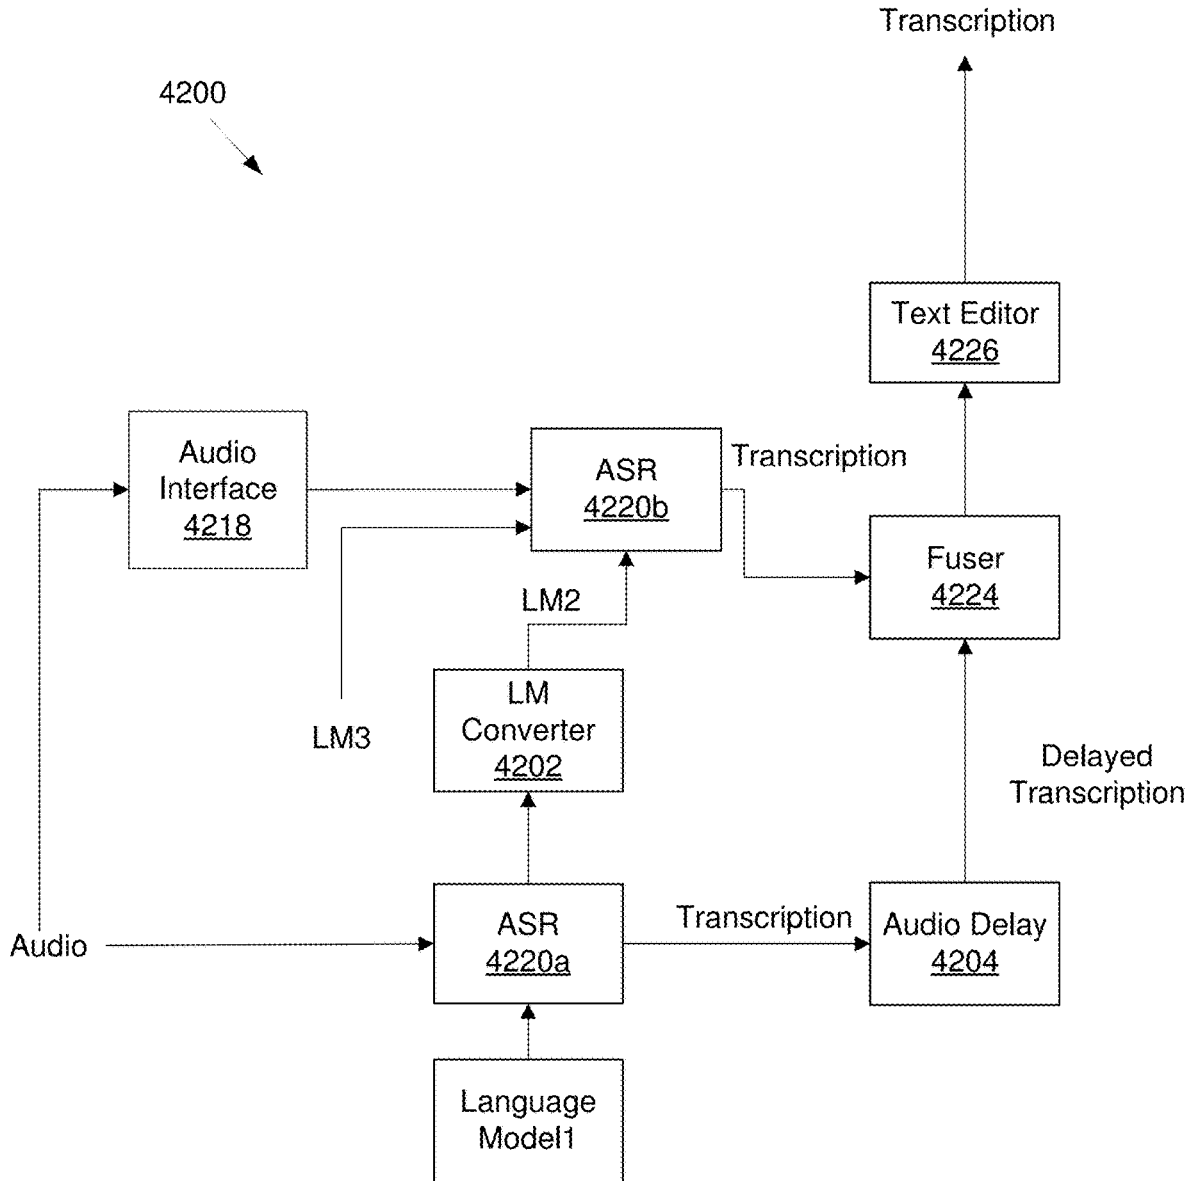 Transcription
4200
Text Editor
4226
Audio
Interface
4218
ASR
4220b
Transcription
Fuser
4224
LM2
LM3
LM
Converter
4202
Delayed
Transcription
Audio
ASR
4220a
Transcription
Audio Delay
4204
Language
Model1